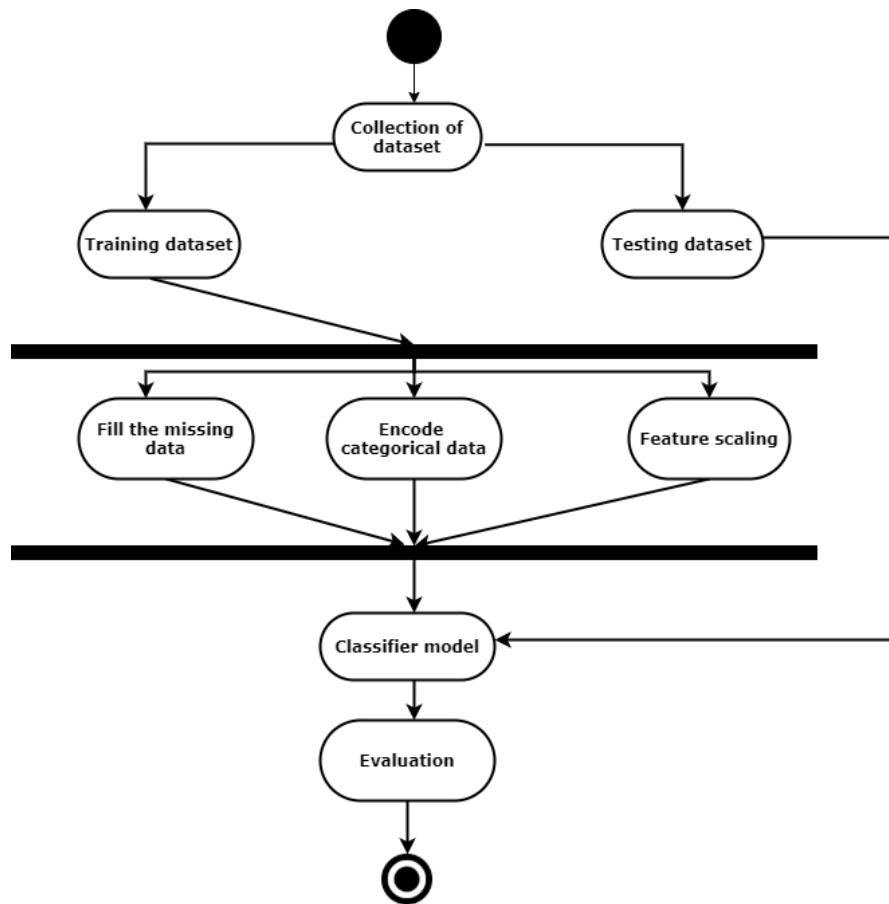 Collection of
dataset
Training dataset
Testing dataset
Fill the missing
data
Encode
categorical data
Feature scaling
Classifier model
Evaluation